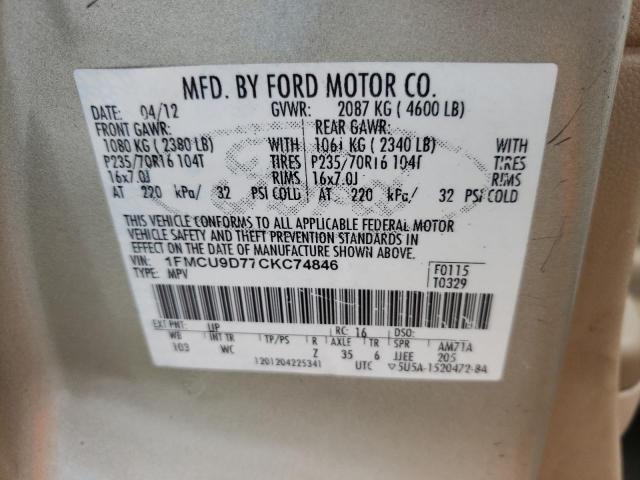 MFD. BY FORD MOTOR CO.
DATE: 04/12 GVWR: 2087 KG ( 4600 LB)
FRONT GAWR: REAR GAWR:
1080 KG ( 2380 LB) WITH 1061 KG ( 2340 LB) WITH
P235/70R16 104T TIRES P235/70R16 104T TIRES
16x7.0J RIMS 16x7.0J RIMS
AT 220 kPa/ 32 PSI COLD AT 220 kPa/ 32 PSI COLD
THIS VEHICLE CONFORMS TO ALL APPLICABLE FEDERAL MOTOR
VEHICLE SAFETY AND THEFT PREVENTION STANDARDS IN
EFFECT ON THE DATE OF MANUFACTURE SHOWN ABOVE.
VIN: 1FMCU9D77CKC74846 F0115
TYPE: MPV T0329
EXT PNT: UP RC: 16 DSO:
WB INT TR TP/PS R AXLE TR SPR AM71A
103 WC Z 35 6 JJEE 205
1201204225341 UTC 5U5A-1520472-BA